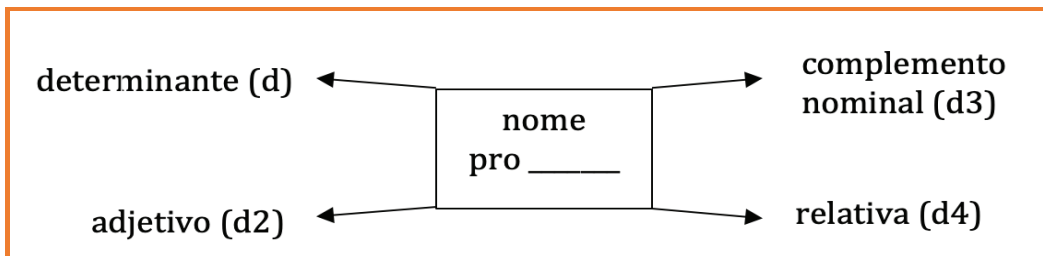 determinante (d)
complemento
nominal (d3)
nome
pro ______
adjetivo (d2)
relativa (d4)